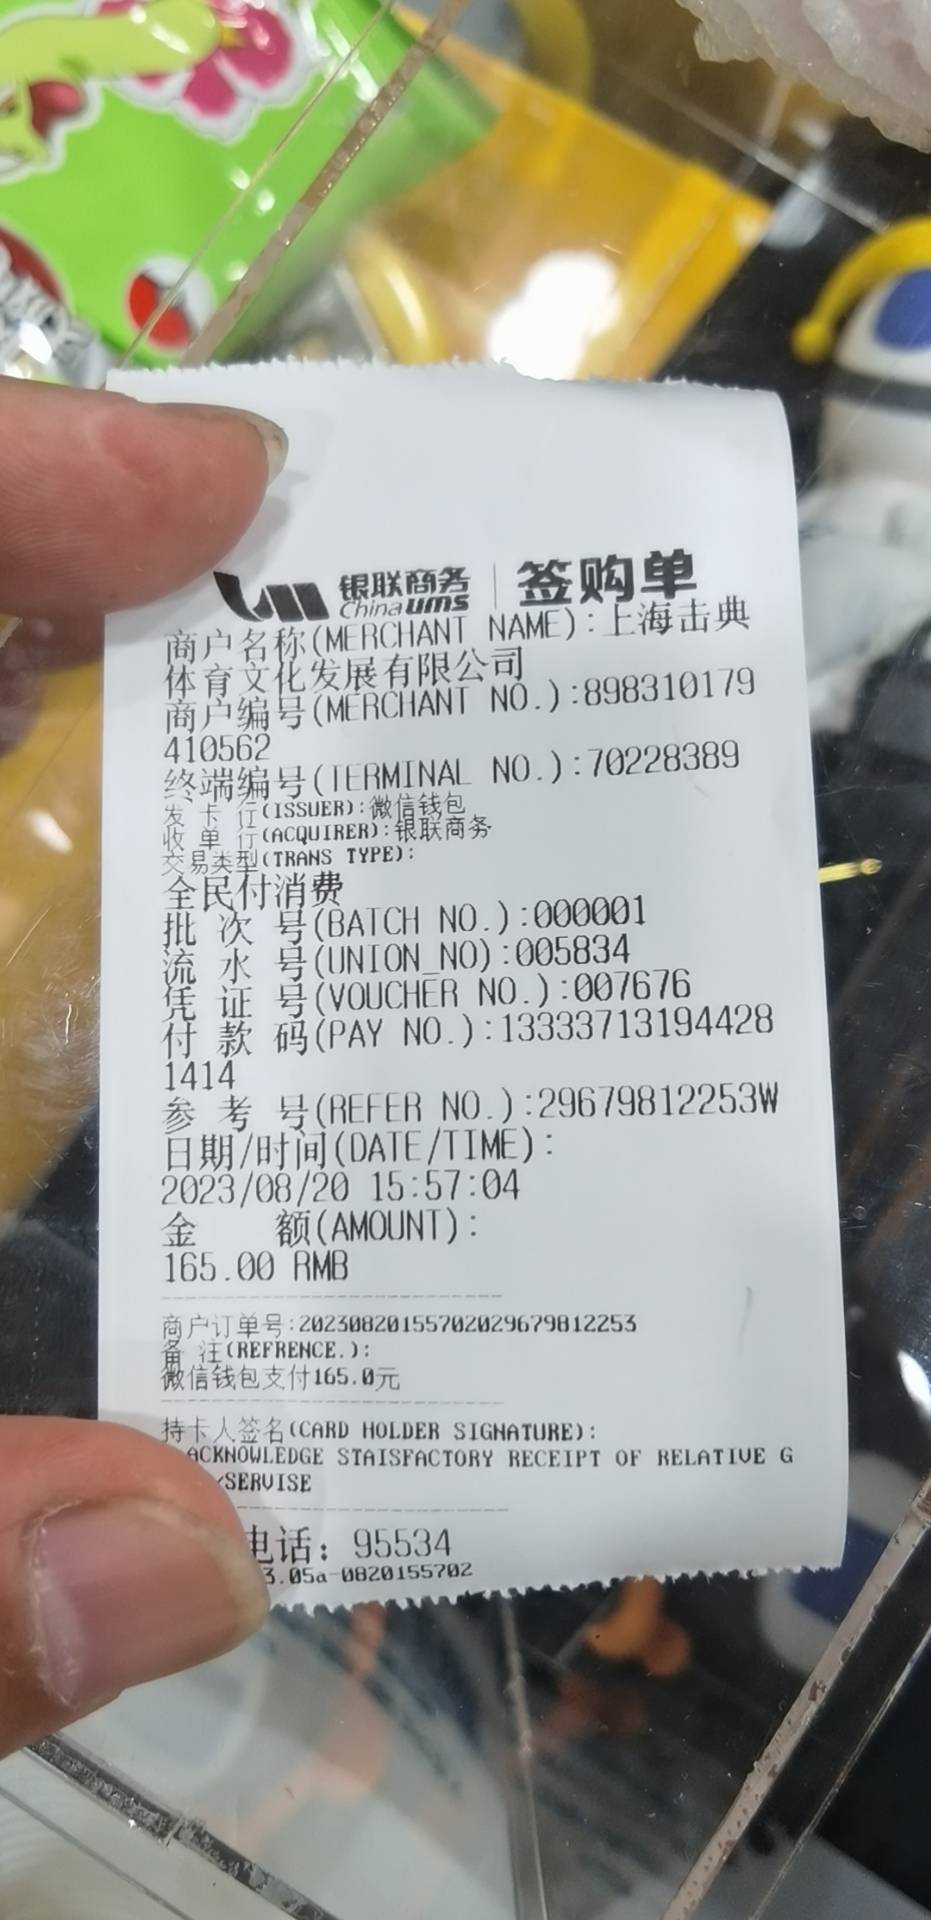 银联商务 签购单
China ums
商户名称(MERCHANT NAME):上海击典
体育文化发展有限公司
商户编号(MERCHANT NO.):898310179
410562
终端编号(TERMINAL NO.):70228389
发 卡 行(ISSUER):微信钱包
收 单 行(ACQUIRER):银联商务
交易类型(TRANS TYPE):
全民付消费
批 次 号(BATCH NO.):000001
流 水 号(UNION_NO):005834
凭 证 号(VOUCHER NO.):007676
付 款 码(PAY NO.):13333713194428
1414
参 考 号(REFER NO.):29679812253W
日期/时间(DATE/TIME):
2023/08/20 15:57:04
金 额(AMOUNT):
165.00 RMB
商户订单号:20230820155702029679812253
备 注(REFRENCE.):
微信钱包支付165.0元
持卡人签名(CARD HOLDER SIGNATURE):
ACKNOWLEDGE STAISFACTORY RECEIPT OF RELATIVE G
/SERVISE
电话: 95534
3.05a-0820155702